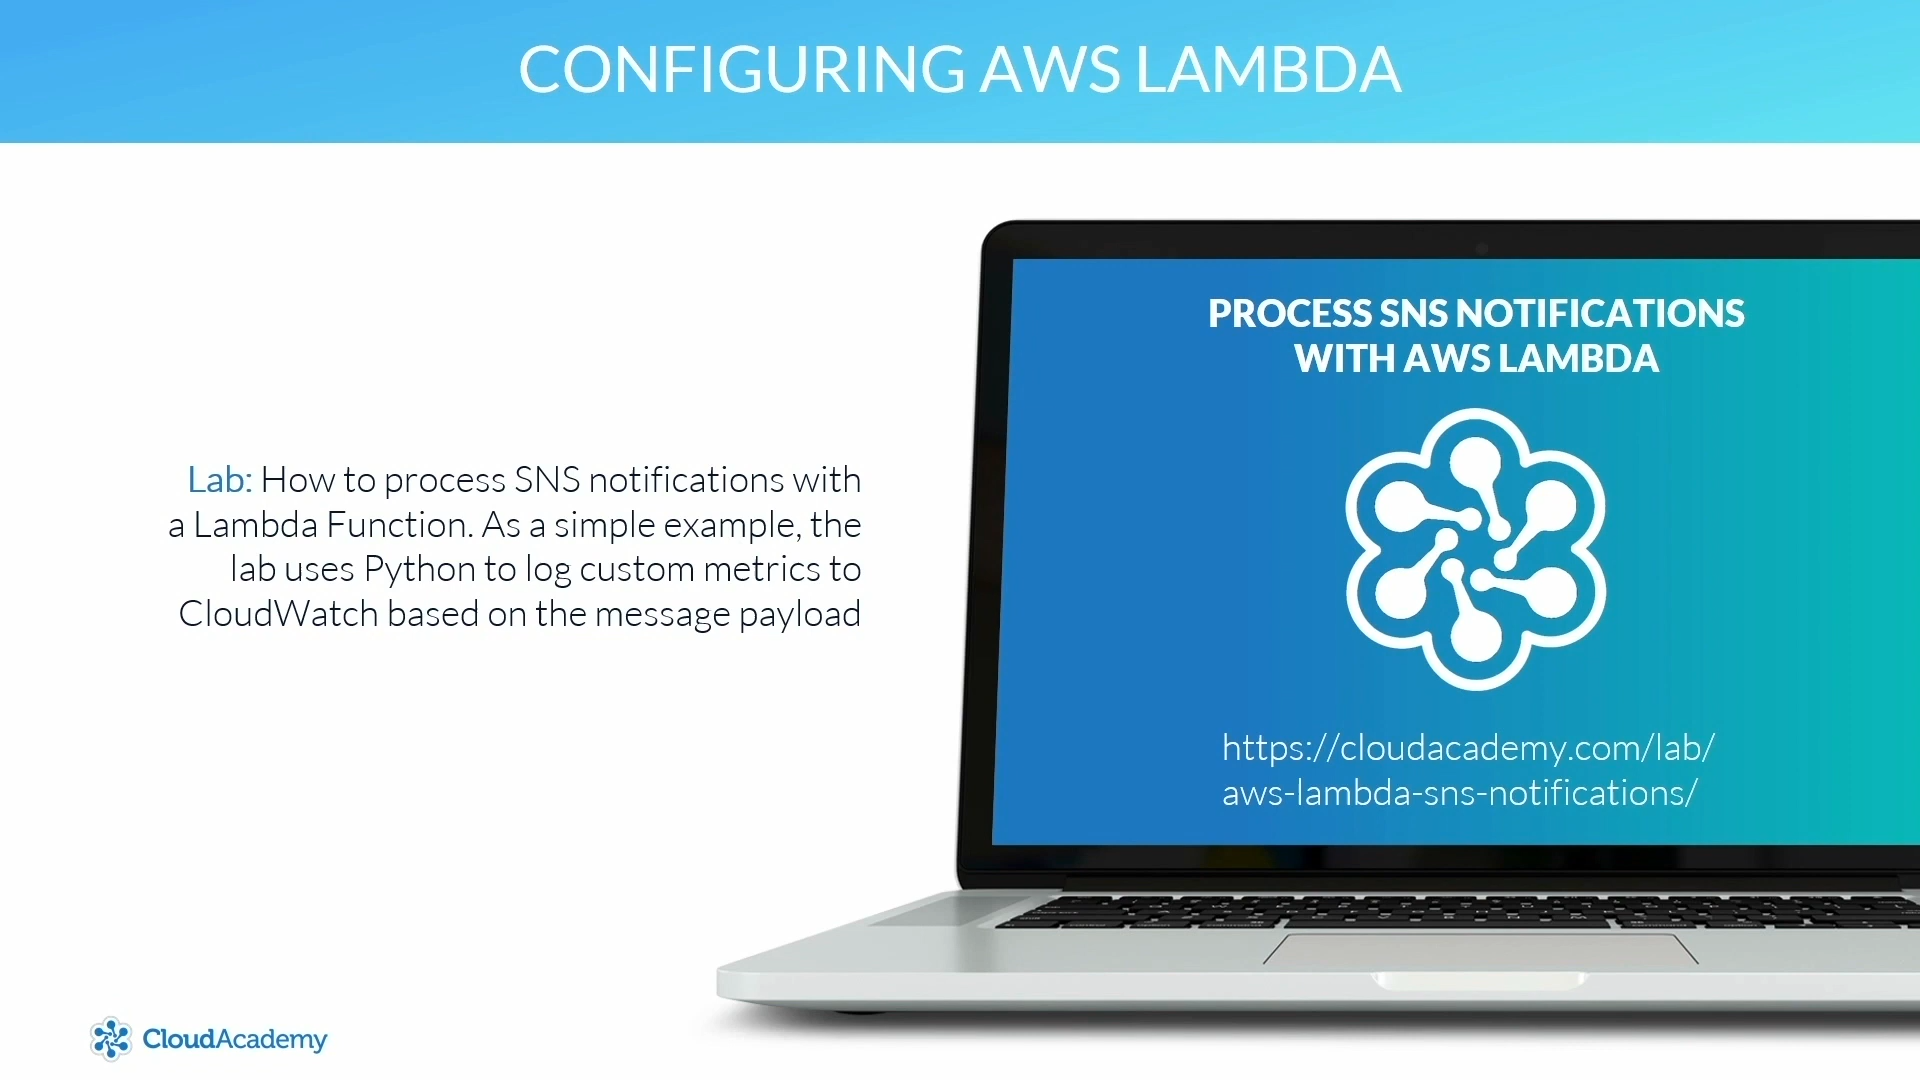 CONFIGURING AWS LAMBDA
Lab: How to process SNS notifications with
a Lambda Function. As a simple example, the
lab uses Python to log custom metrics to
CloudWatch based on the message payload
PROCESS SNS NOTIFICATIONS
WITH AWS LAMBDA
https://cloudacademy.com/lab/
aws-lambda-sns-notifications/
CloudAcademy